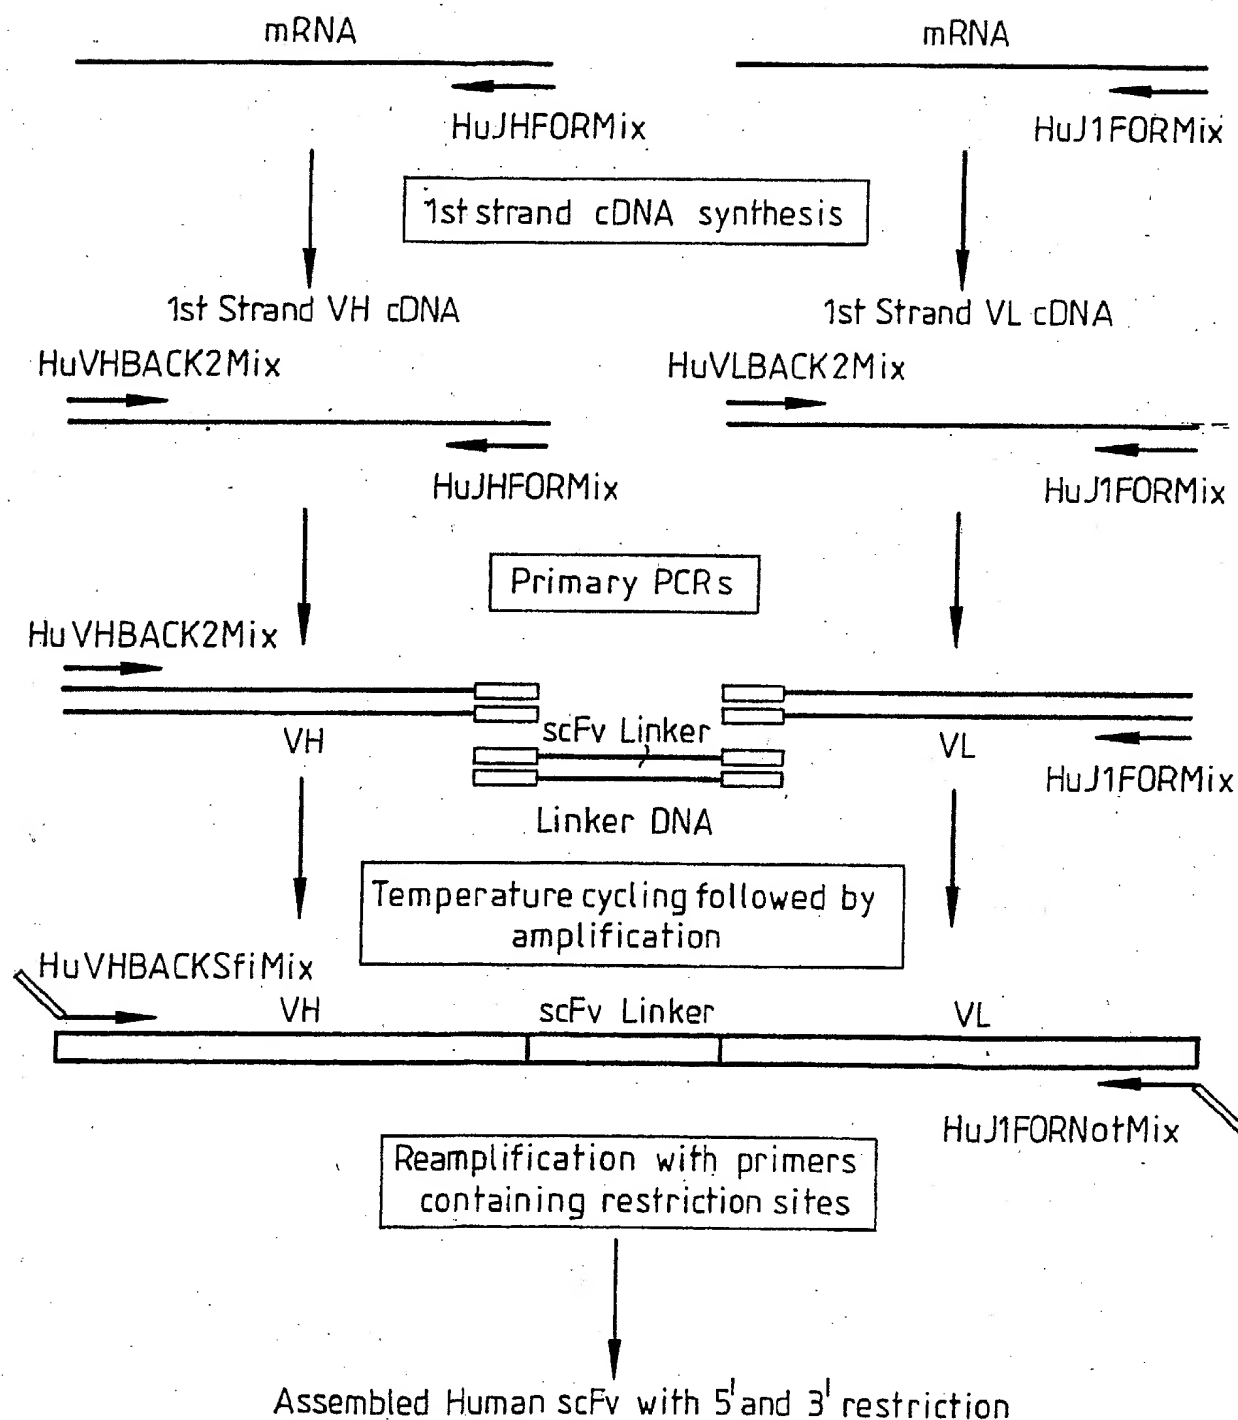 mRNA
mRNA
HuJHFORMix
HuJ1FORMix
1st strand cDNA synthesis
1st Strand VH cDNA
1st Strand VL cDNA
HuVHBACK2Mix
HuVLBACK2Mix
HuJHFORMix
HuJ1FORMix
Primary PCRs
HuVHBACK2Mix
VH
scFv Linker
VL
HuJ1FORMix
Linker DNA
Temperature cycling followed by
amplification
HuVHBACKSfiMix
VH
scFv Linker
VL
HuJ1FORNotMix
Reamplification with primers
containing restriction sites
Assembled Human scFv with 5' and 3' restriction